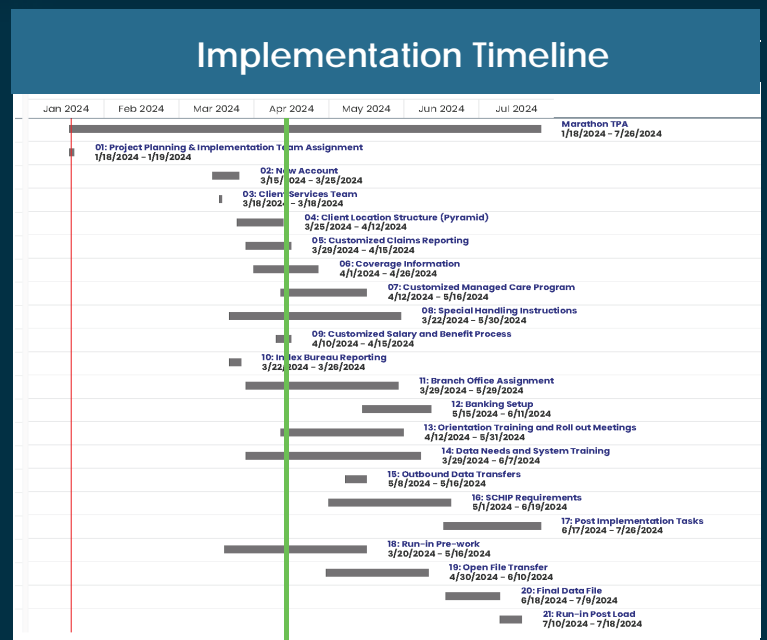 Implementation Timeline
Jan 2024 Feb 2024 Mar 2024 Apr 2024 May 2024 Jun 2024 Jul 2024
Marathon TPA
1/18/2024 - 7/26/2024
01: Project Planning & Implementation Team Assignment
1/18/2024 - 1/19/2024
02: New Account
3/15/2024 - 3/25/2024
03: Client Services Team
3/18/2024 - 3/18/2024
04: Client Location Structure (Pyramid)
3/25/2024 - 4/12/2024
05: Customized Claims Reporting
3/29/2024 - 4/15/2024
06: Coverage Information
4/1/2024 - 4/26/2024
07: Customized Managed Care Program
4/12/2024 - 5/16/2024
08: Special Handling Instructions
3/22/2024 - 5/30/2024
09: Customized Salary and Benefit Process
4/10/2024 - 4/15/2024
10: Index Bureau Reporting
3/22/2024 - 3/26/2024
11: Branch Office Assignment
3/29/2024 - 5/29/2024
12: Banking Setup
5/15/2024 - 6/11/2024
13: Orientation Training and Roll out Meetings
4/12/2024 - 5/31/2024
14: Data Needs and System Training
3/29/2024 - 6/7/2024
15: Outbound Data Transfers
5/8/2024 - 5/16/2024
16: SCHIP Requirements
5/1/2024 - 6/19/2024
17: Post Implementation Tasks
6/17/2024 - 7/26/2024
18: Run-in Pre-work
3/20/2024 - 5/16/2024
19: Open File Transfer
4/30/2024 - 6/10/2024
20: Final Data File
6/18/2024 - 7/9/2024
21: Run-in Post Load
7/10/2024 - 7/18/2024